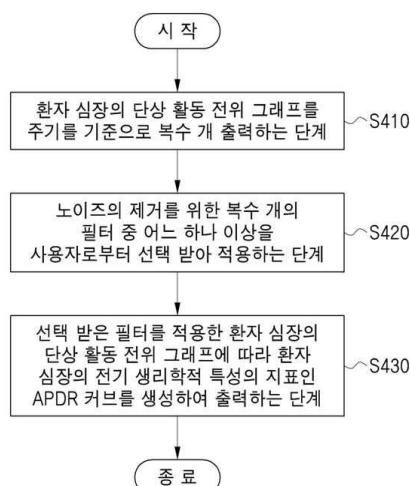 시 작
환자 심장의 단상 활동 전위 그래프를
주기를 기준으로 복수 개 출력하는 단계
S410
노이즈의 제거를 위한 복수 개의
필터 중 어느 하나 이상을
사용자로부터 선택 받아 적용하는 단계
S420
선택 받은 필터를 적용한 환자 심장의
단상 활동 전위 그래프에 따라 환자
심장의 전기 생리학적 특성의 지표인
APDR 커브를 생성하여 출력하는 단계
S430
종 료